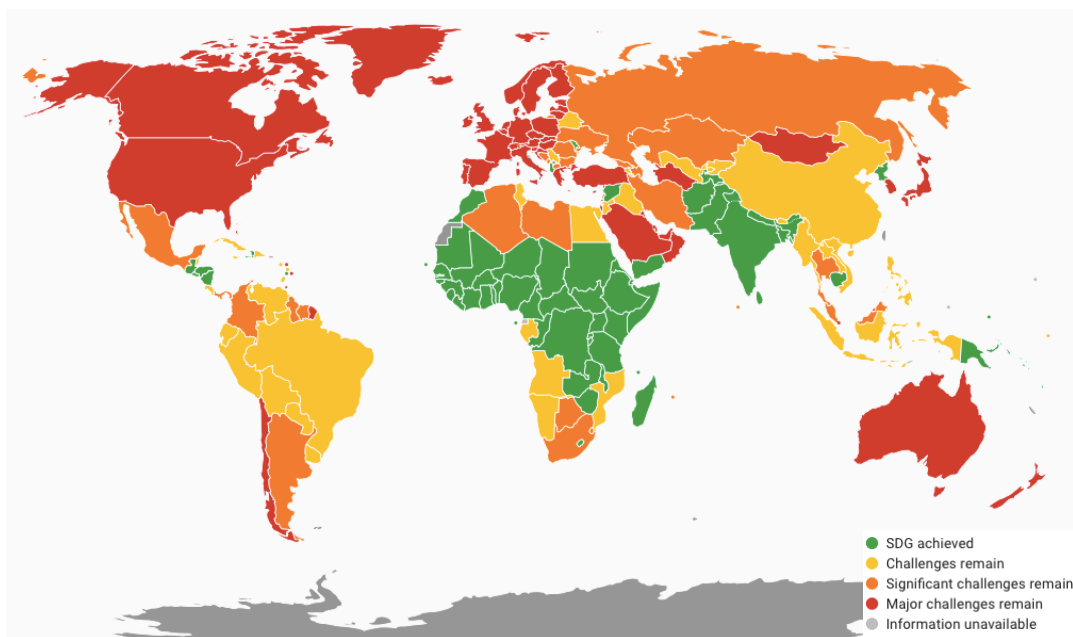 SDG achieved
Challenges remain
Significant challenges remain
Major challenges remain
Information unavailable